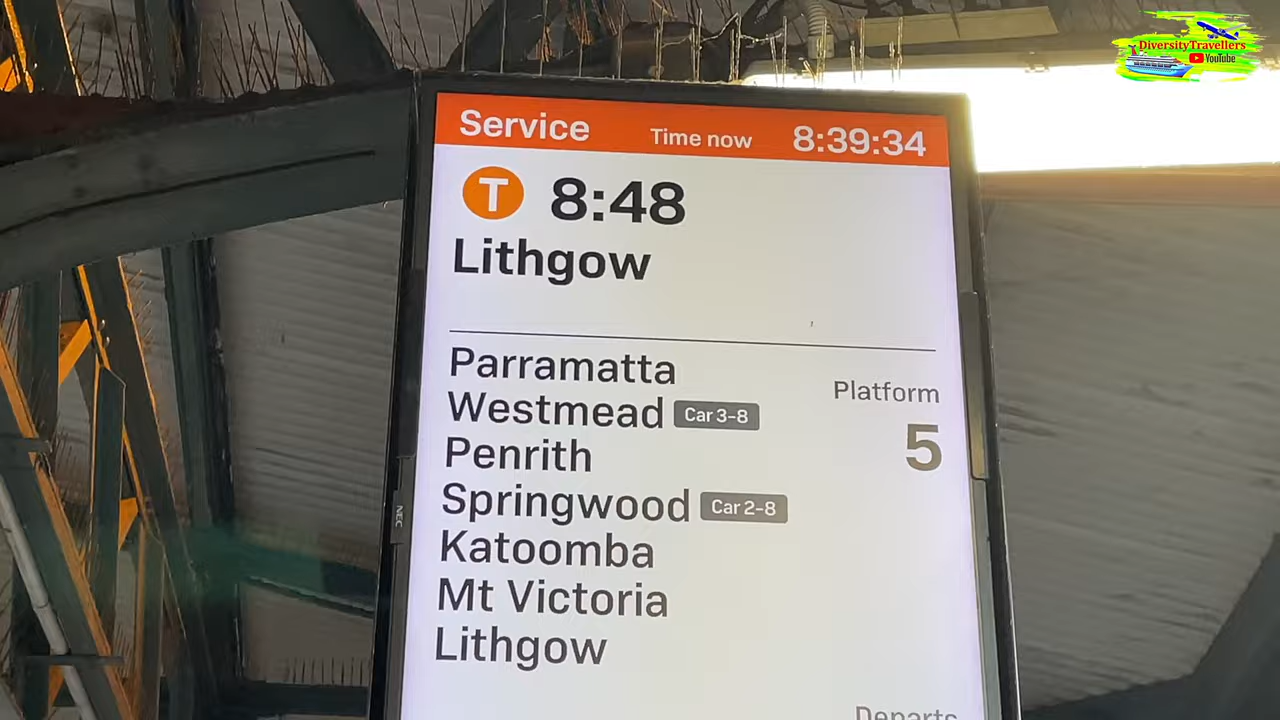 DiversityTravellers
YouTube
Service Time now 8:39:34
T 8:48
Lithgow
Parramatta
Platform
Westmead Car 3-8
5
Penrith
Springwood Car 2-8
Katoomba
Mt Victoria
Lithgow
Departs
NEC